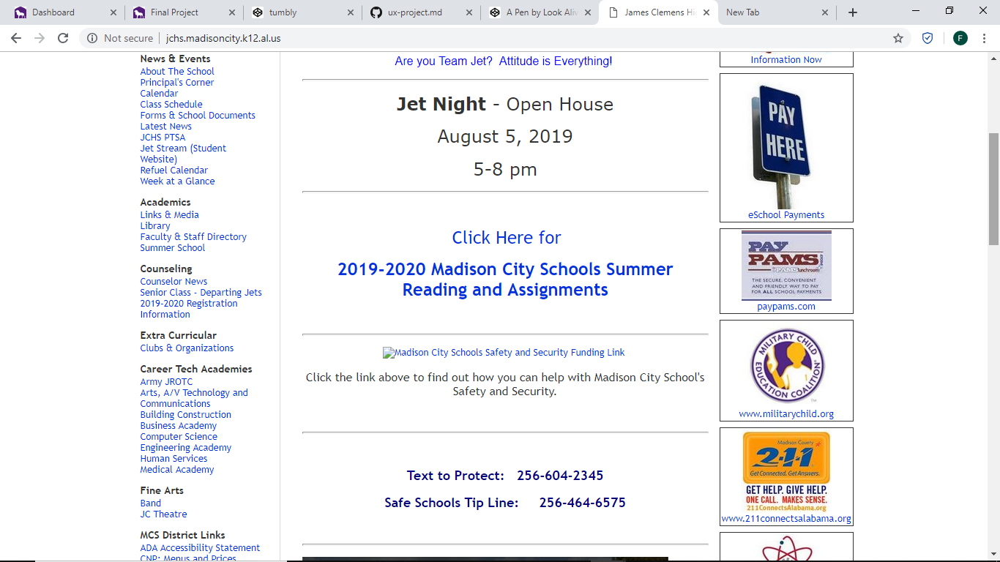 Dashboard
Final Project
tumbly
ux-project.md
A Pen by Look Aliv
James Clemens Hi
New Tab
Not secure
jchs.madisoncity.k12.al.us
F
News & Events
About The School
Principal's Corner
Calendar
Class Schedule
Forms & School Documents
Latest News
JCHS PTSA
Jet Stream (Student
Website)
Refuel Calendar
Week at a Glance
Academics
Links & Media
Library
Faculty & Staff Directory
Summer School
Counseling
Counselor News
Senior Class - Departing Jets
2019-2020 Registration
Information
Extra Curricular
Clubs & Organizations
Career Tech Academies
Army JROTC
Arts, A/V Technology and
Communications
Building Construction
Business Academy
Computer Science
Engineering Academy
Human Services
Medical Academy
Fine Arts
Band
JC Theatre
MCS District Links
ADA Accessibility Statement
CNP: Menus and Prices
Are you Team Jet?  Attitude is Everything!
Jet Night - Open House
August 5, 2019
5-8 pm
Click Here for
2019-2020 Madison City Schools Summer
Reading and Assignments
Madison City Schools Safety and Security Funding Link
Click the link above to find out how you can help with Madison City School's
Safety and Security.
Text to Protect:   256-604-2345
Safe Schools Tip Line:     256-464-6575
Information Now
PAY
HERE
eSchool Payments
PAY
PAMS
THE SECURE, CONVENIENT
AND FRIENDLY WAY TO PAY
FOR ALL SCHOOL PAYMENTS
paypams.com
MILITARY CHILD
EDUCATION COALITION
™
www.militarychild.org
Madison County
2-1-1
Get Connected. Get Answers.
GET HELP. GIVE HELP.
ONE CALL. MAKES SENSE.
211ConnectsAlabama.org
www.211connectsalabama.org